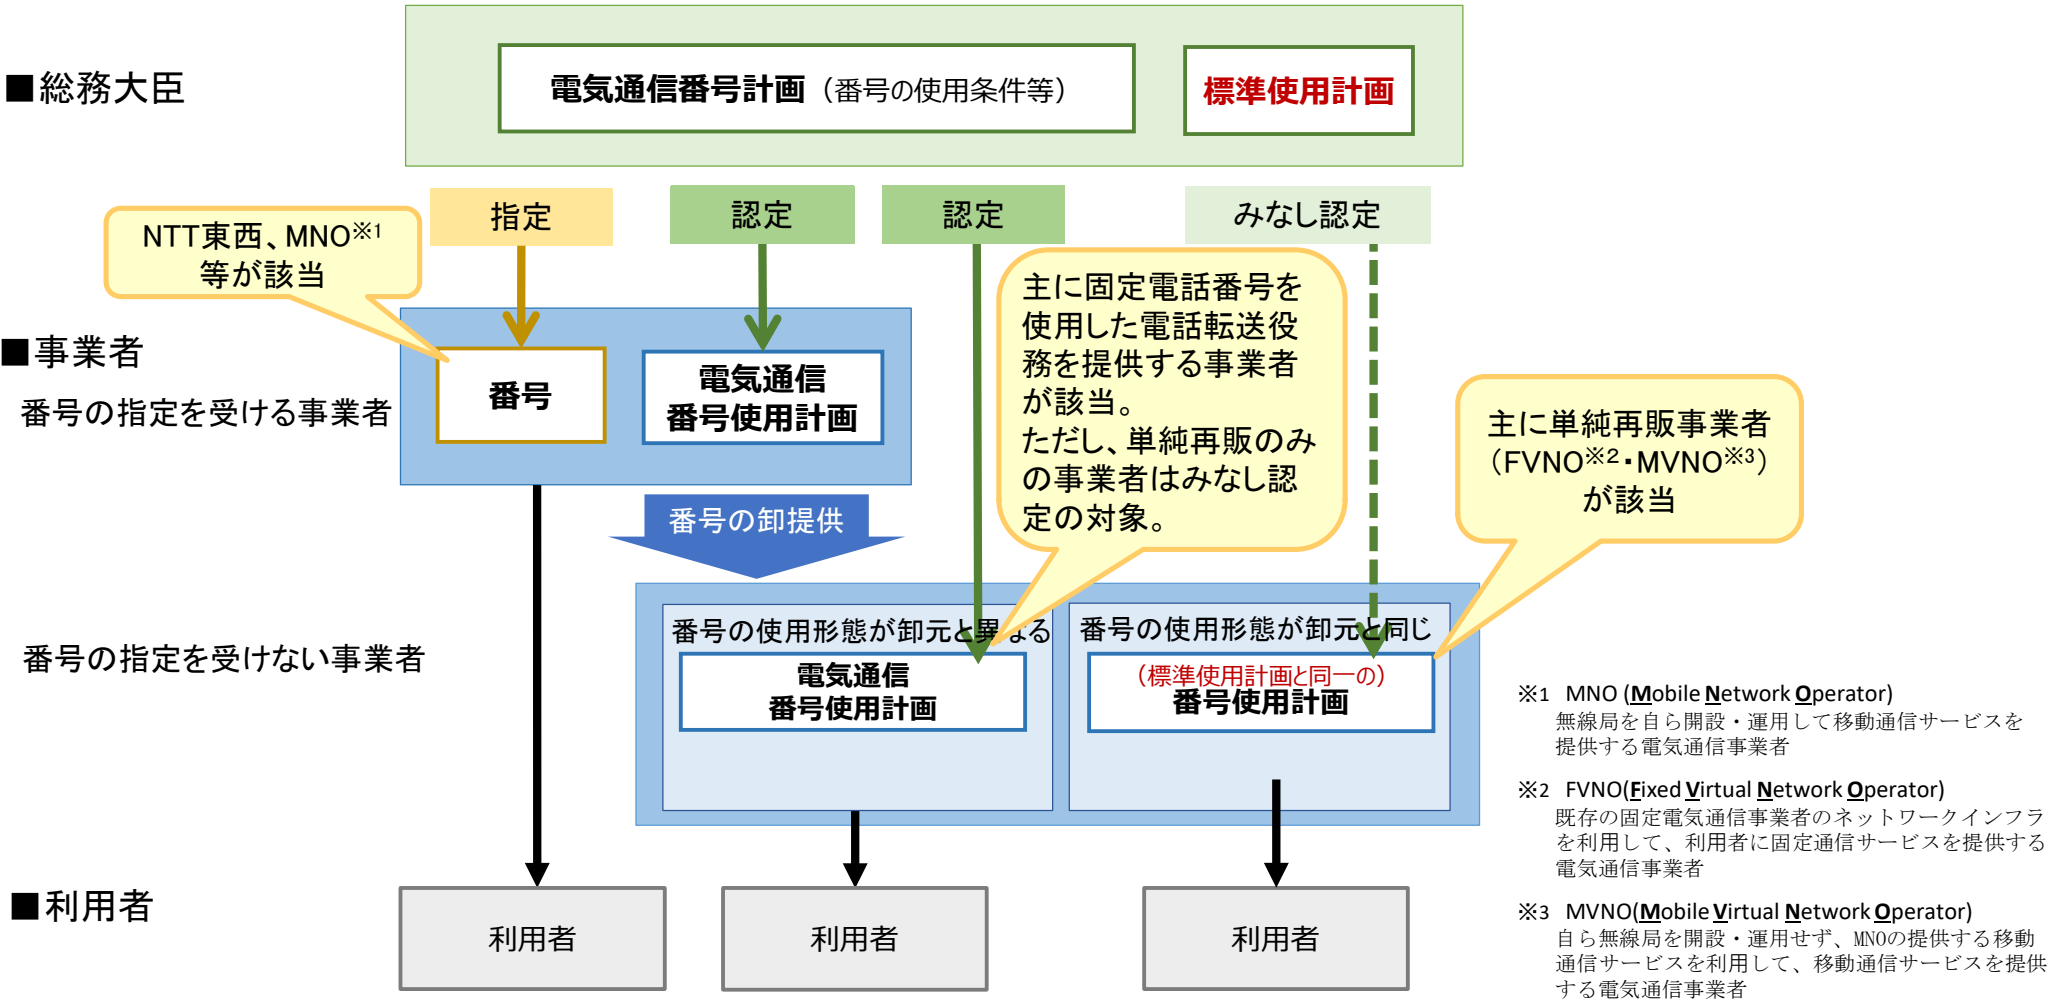 ■総務大臣
電気通信番号計画（番号の使用条件等）
標準使用計画
指定
認定
認定
みなし認定
NTT東西、MNO※1
等が該当
■事業者
番号の指定を受ける事業者
番号
電気通信
番号使用計画
主に固定電話番号を
使用した電話転送役
務を提供する事業者
が該当。
ただし、単純再販のみ
の事業者はみなし認
定の対象。
主に単純再販事業者
（FVNO※2・MVNO※3）
が該当
番号の卸提供
番号の指定を受けない事業者
番号の使用形態が卸元と異なる
電気通信
番号使用計画
番号の使用形態が卸元と同じ
（標準使用計画と同一の）
番号使用計画
■利用者
利用者
利用者
利用者
※1 MNO (Mobile Network Operator)
無線局を自ら開設・運用して移動通信サービスを
提供する電気通信事業者
※2 FVNO(Fixed Virtual Network Operator)
既存の固定電気通信事業者のネットワークインフラ
を利用して、利用者に固定通信サービスを提供する
電気通信事業者
※3 MVNO(Mobile Virtual Network Operator)
自ら無線局を開設・運用せず、MNOの提供する移動
通信サービスを利用して、移動通信サービスを提供
する電気通信事業者